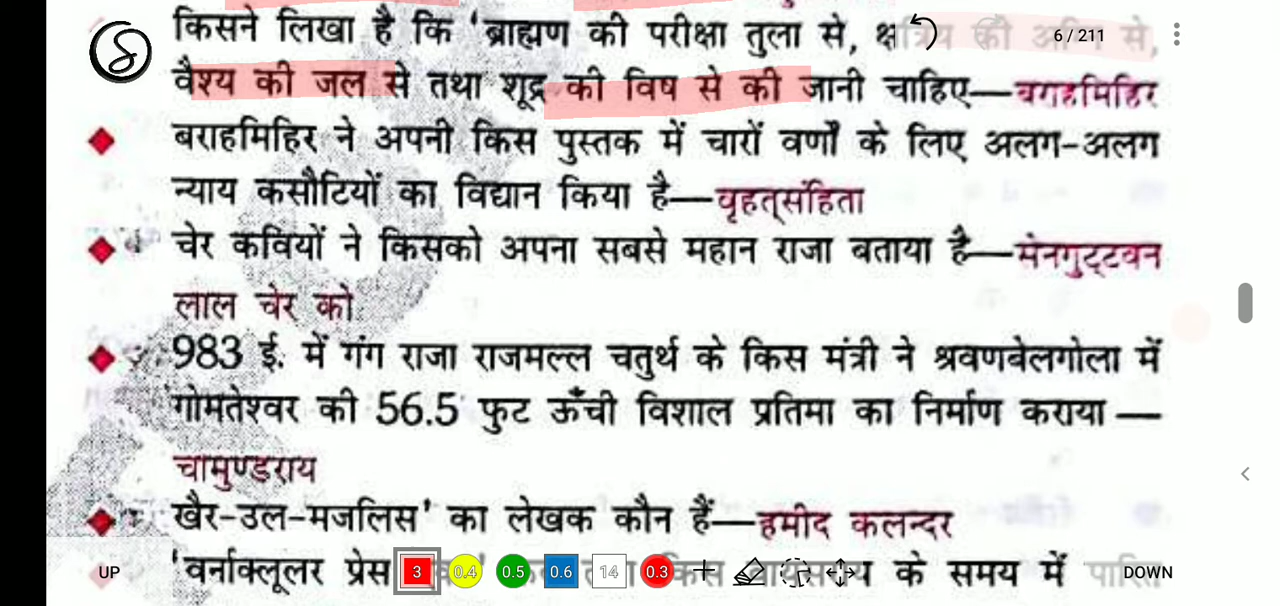 किसने लिखा है कि 'ब्राह्मण की परीक्षा तुला से, क्षत्रिय की अग्नि से, 6/211
8 वैश्य की जल से तथा शूद्र की विष से की जानी चाहिए—बराहमिहिर
बराहमिहिर ने अपनी किस पुस्तक में चारों वर्णों के लिए अलग-अलग
न्याय कसौटियों का विद्यान किया है—वृहत्संहिता
चेर कवियों ने किसको अपना सबसे महान राजा बताया है—सेनगुट्टवन
लाल चेर को
983 ई. में गंग राजा राजमल्ल चतुर्थ के किस मंत्री ने श्रवणबेलगोला में
गोमतेश्वर की 56.5 फुट ऊँची विशाल प्रतिमा का निर्माण कराया —
चामुण्डराय
खैर-उल-मजलिस' का लेखक कौन हैं—हमीद कलन्दर
'वर्नाक्लूलर प्रेस किस के समय में
UP 3 0.4 0.5 0.6 14 0.3 DOWN